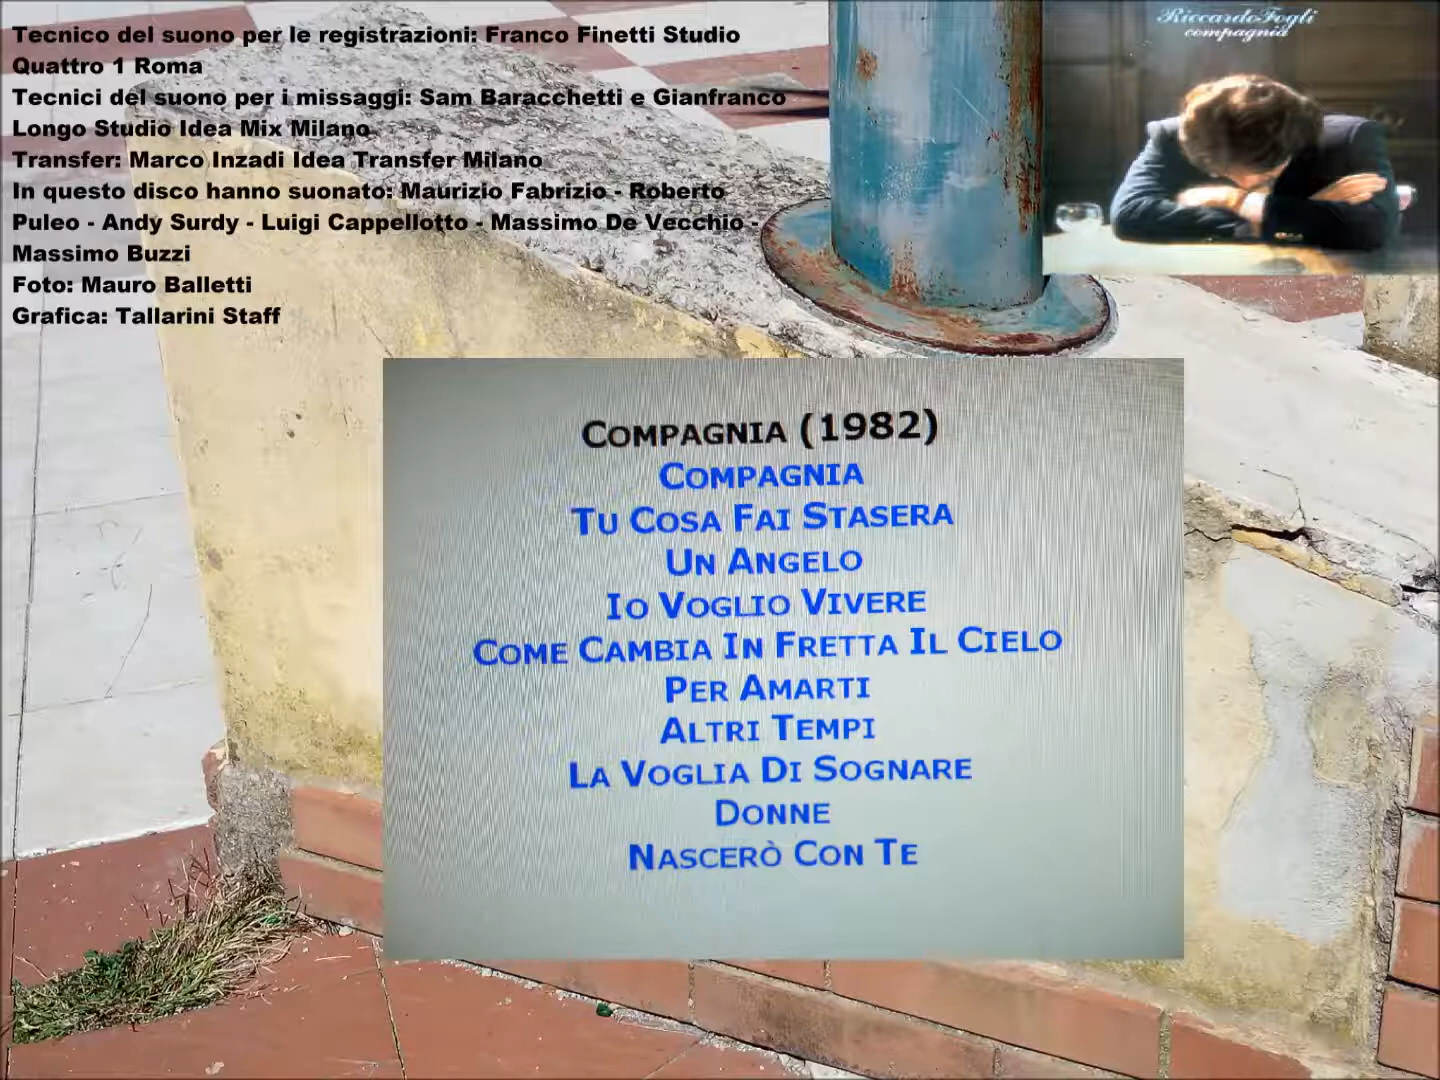 Tecnico del suono per le registrazioni: Franco Finetti Studio
Quattro 1 Roma
Tecnici del suono per i missaggi: Sam Baracchetti e Gianfranco
Longo Studio Idea Mix Milano
Transfer: Marco Inzadi Idea Transfer Milano
In questo disco hanno suonato: Maurizio Fabrizio - Roberto
Puleo - Andy Surdy - Luigi Cappellotto - Massimo De Vecchio -
Massimo Buzzi
Foto: Mauro Balletti
Grafica: Tallarini Staff
Riccardo Fogli
compagnia
COMPAGNIA (1982)
COMPAGNIA
TU COSA FAI STASERA
UN ANGELO
IO VOGLIO VIVERE
COME CAMBIA IN FRETTA IL CIELO
PER AMARTI
ALTRI TEMPI
LA VOGLIA DI SOGNARE
DONNE
NASCERÒ CON TE